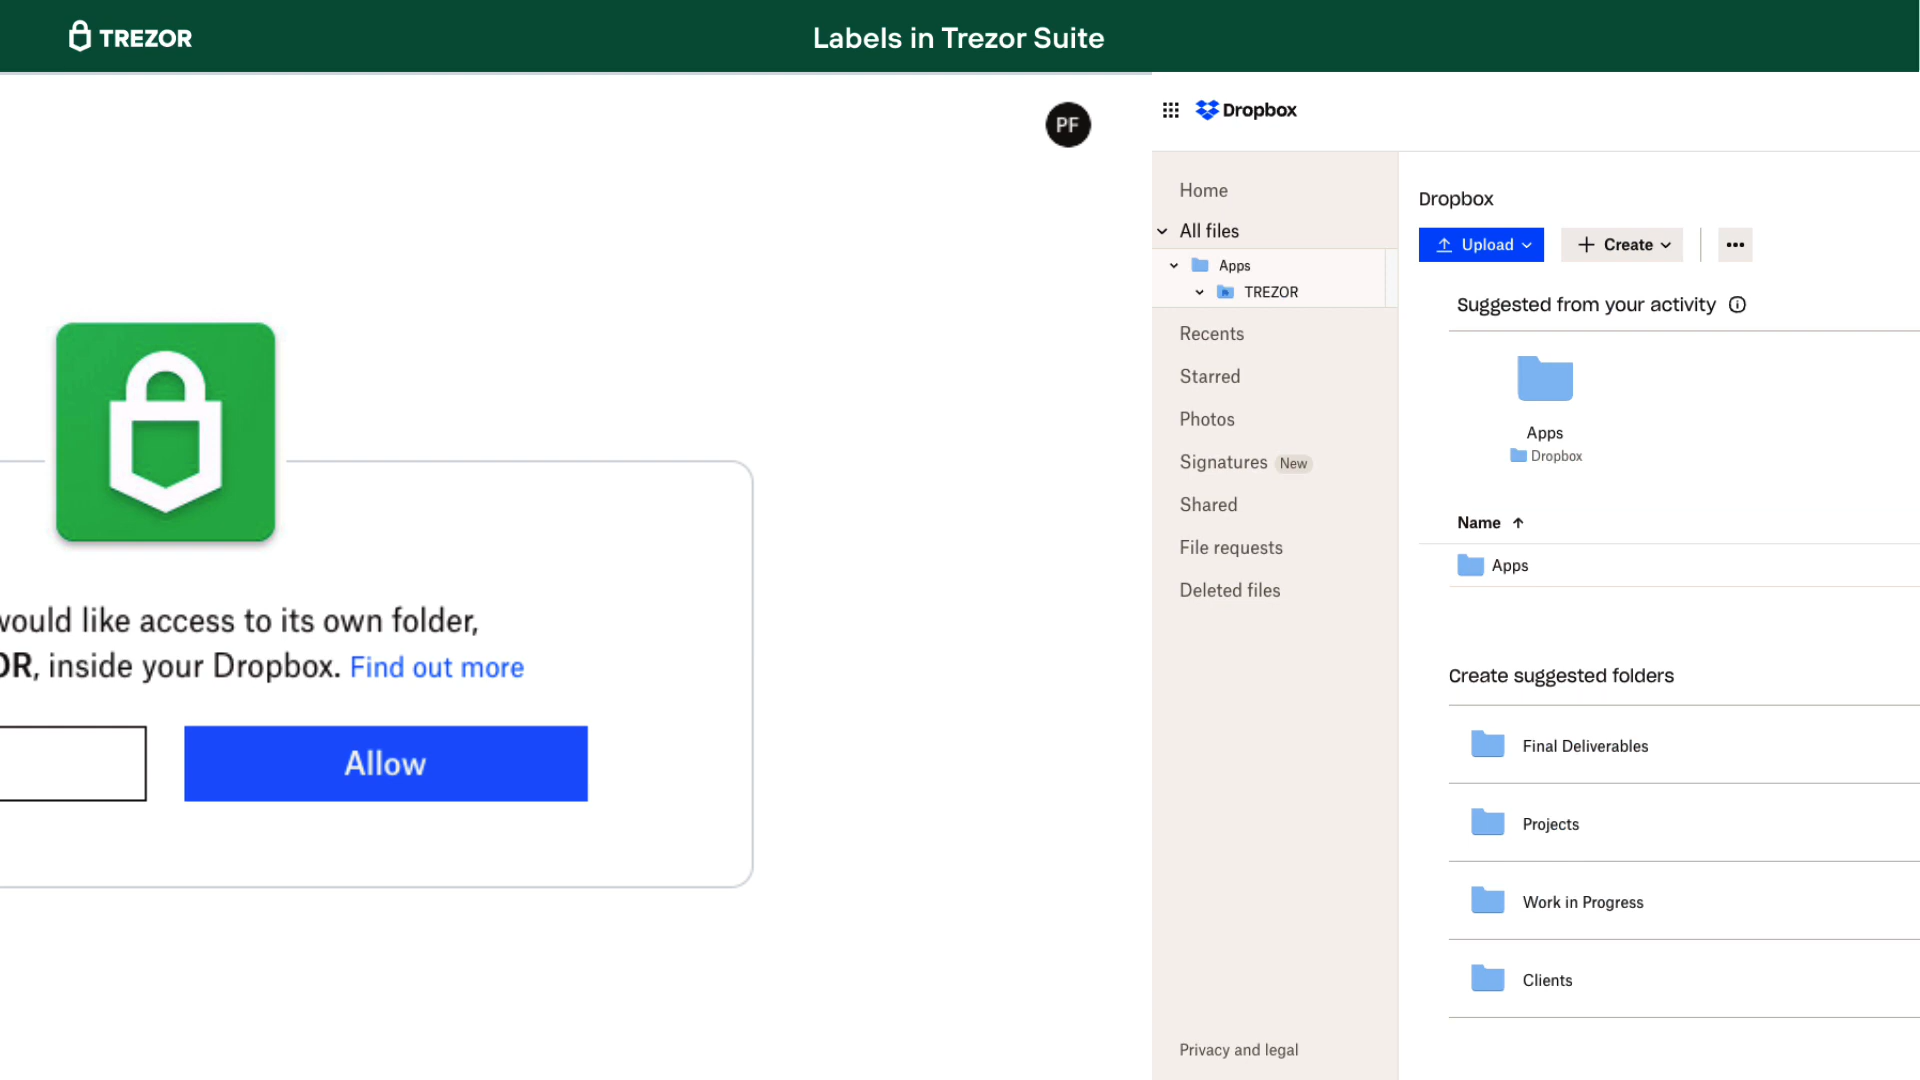 TREZOR
Labels in Trezor Suite
PF
would like access to its own folder,
OR, inside your Dropbox. Find out more
Allow
Dropbox
Home
All files
Apps
TREZOR
Recents
Starred
Photos
Signatures New
Shared
File requests
Deleted files
Privacy and legal
Dropbox
Upload
Create
Suggested from your activity
Apps
Dropbox
Name
Apps
Create suggested folders
Final Deliverables
Projects
Work in Progress
Clients